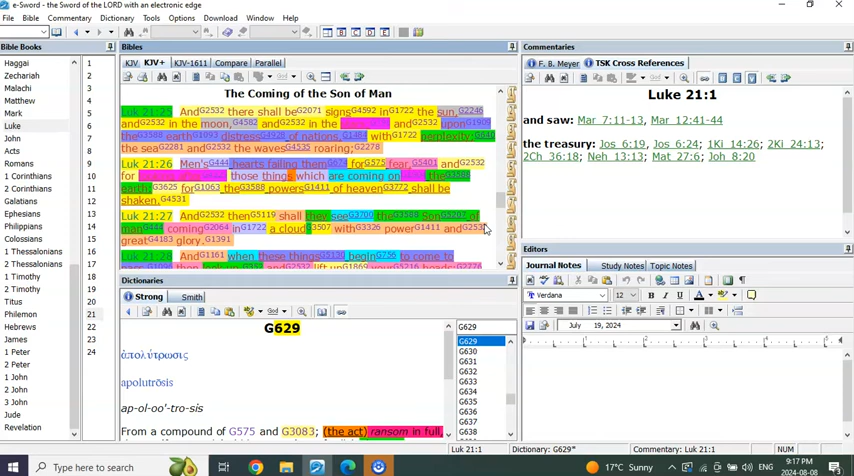 e-Sword - the Sword of the LORD with an electronic edge
File Bible Commentary Dictionary Tools Options Download Window Help
Bible Books
Haggai
Zechariah
Malachi
Matthew
Mark
Luke
John
Acts
Romans
1 Corinthians
2 Corinthians
Galatians
Ephesians
Philippians
Colossians
1 Thessalonians
2 Thessalonians
1 Timothy
2 Timothy
Titus
Philemon
Hebrews
James
1 Peter
2 Peter
1 John
2 John
3 John
Jude
Revelation
1
2
3
4
5
6
7
8
9
10
11
12
13
14
15
16
17
18
19
20
21
22
23
24
Bibles
KJV KJV+ KJV-1611 Compare Parallel
The Coming of the Son of Man
Luk 21:25 And G2532 there shall be G2071 signs G4592 in G1722 the sun, G2246
and G2532 in the moon, G4582 and G2532 in the and G2532 upon G1909
the G3588 earth G1093 distress G4928 of nations, G1484 with G1722 perplexity; G640
the sea G2281 and G2532 the waves G4535 roaring; G2278
Luk 21:26 Men's G444 hearts failing them G674 for G575 fear, G5401 and G2532
for those things which are coming on the G3588
earth: G3625 for G1063 the G3588 powers G1411 of heaven G3772 shall be
shaken. G4531
Luk 21:27 And G2532 then G5119 shall they see G3700 the G3588 Son G5207 of
man G444 coming G2064 in G1722 a cloud G3507 with G3326 power G1411 and G2532
great G4183 glory. G1391
Luk 21:28 And G1161 when these things G5130 begin G756 to come to
Dictionaries
Strong Smith
G629
ἀπολύτρωσις
apolutrōsis
ap-ol-oo'-tro-sis
From a compound of G575 and G3083; (the act) ransom in full,
G629
G629
G630
G631
G632
G633
G634
G635
G636
G637
G638
Commentaries
F. B. Meyer TSK Cross References
Luke 21:1
and saw: Mar 7:11-13, Mar 12:41-44
the treasury: Jos 6:19, Jos 6:24; 1Ki 14:26; 2Ki 24:13;
2Ch 36:18; Neh 13:13; Mat 27:6; Joh 8:20
Editors
Journal Notes Study Notes Topic Notes
Verdana 12 B I U A
July 19, 2024
Luk 21:1 Dictionary: G629* Commentary: Luk 21:1 NUM
Type here to search
17°C Sunny ENG 9:17 PM
2024-08-08